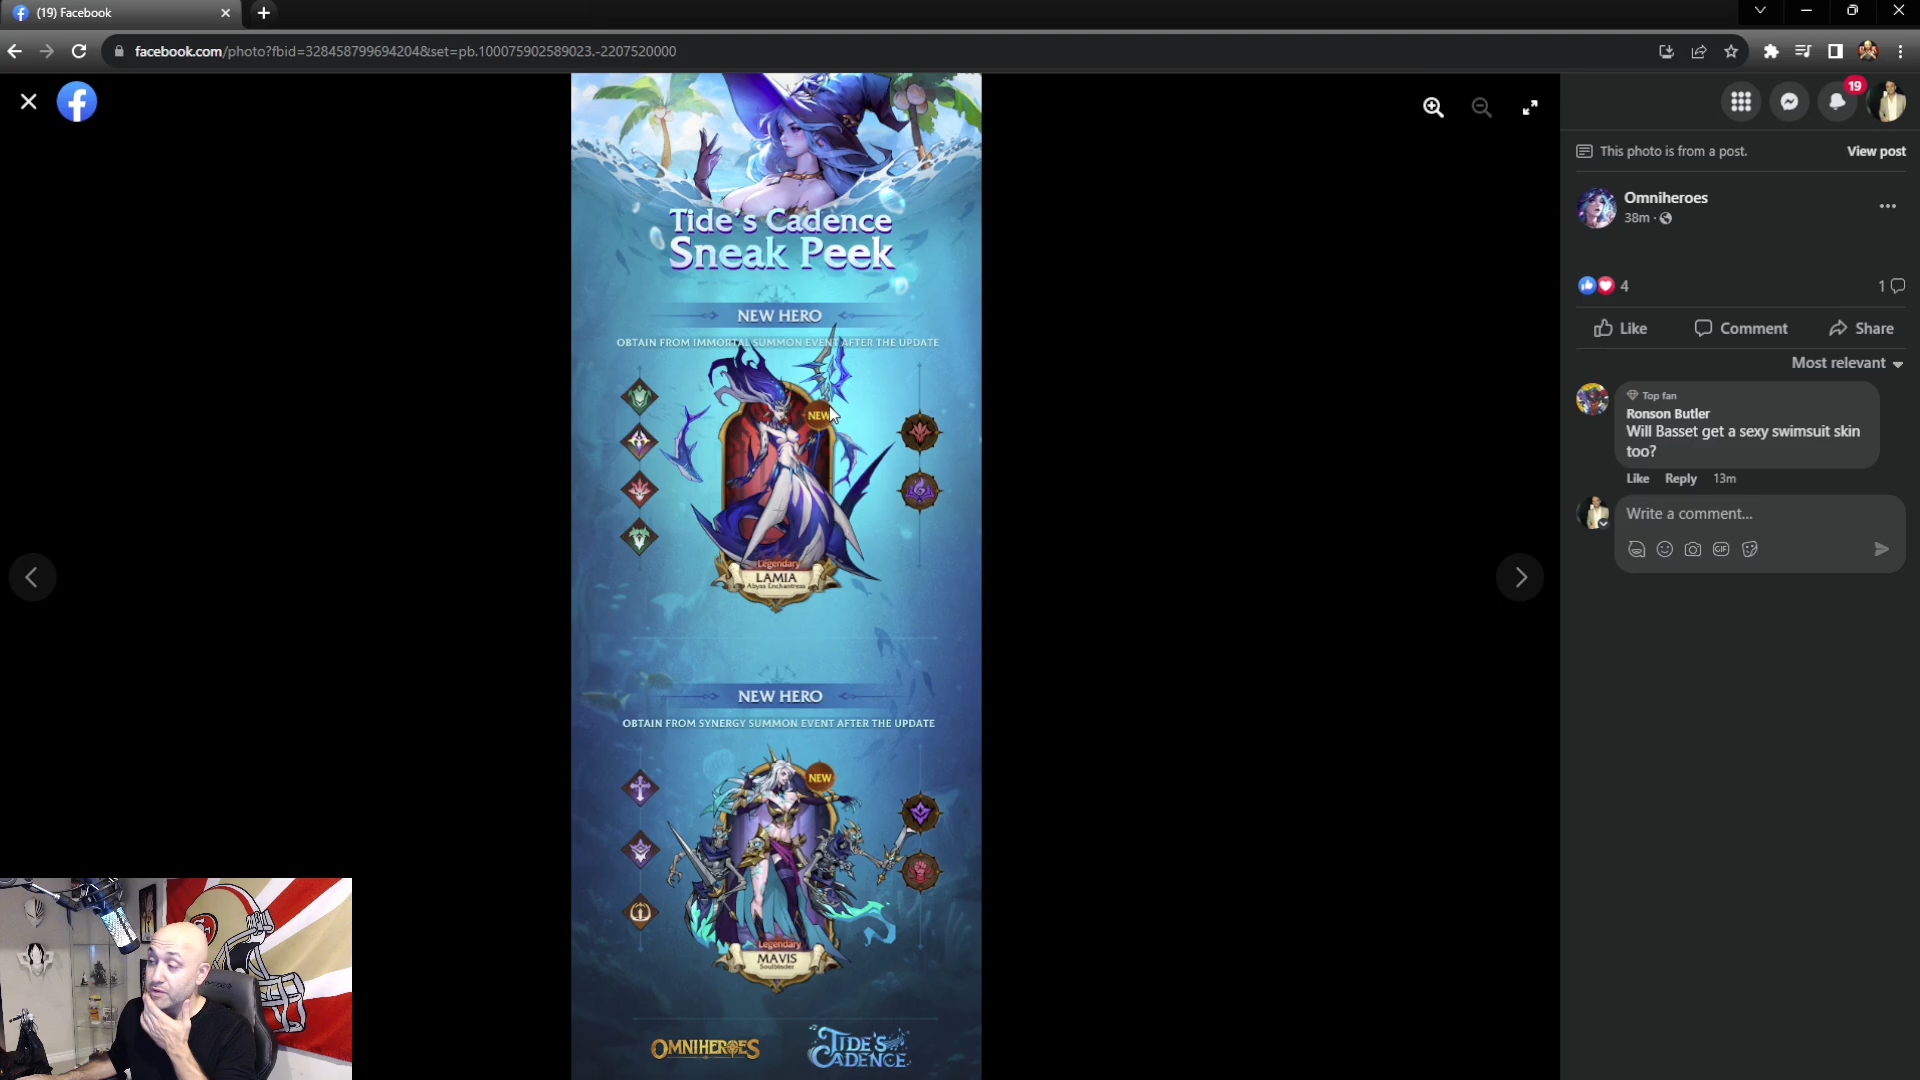 (19) Facebook
facebook.com/photo?fbid=328458799694204&set=pb.100075902589023.-2207520000
19
This photo is from a post.
View post
Omniheroes
38m
4
1
Like
Comment
Share
Most relevant
Top fan
Ronson Butler
Will Basset get a sexy swimsuit skin
too?
Like
Reply
13m
Write a comment...
GIF
Tide's Cadence
Sneak Peek
NEW HERO
OBTAIN FROM IMMORTAL SUMMON EVENT AFTER THE UPDATE
NEW
Legendary
LAMIA
Abyss Enchantress
NEW HERO
OBTAIN FROM SYNERGY SUMMON EVENT AFTER THE UPDATE
NEW
Legendary
MAVIS
Soulbinder
OMNIHEROES
TIDE'S
CADENCE